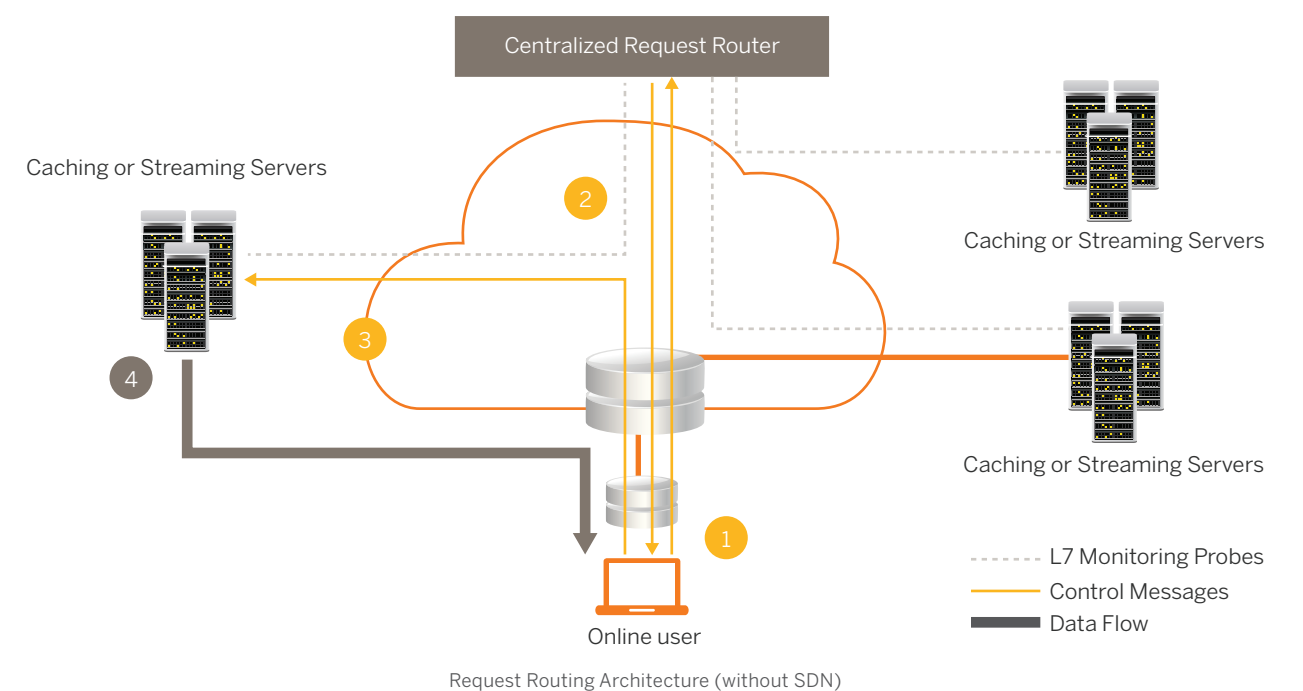 Centralized Request Router
Caching or Streaming Servers
2
Caching or Streaming Servers
3
4
Caching or Streaming Servers
1
L7 Monitoring Probes
Control Messages
Data Flow
Online user
Request Routing Architecture (without SDN)